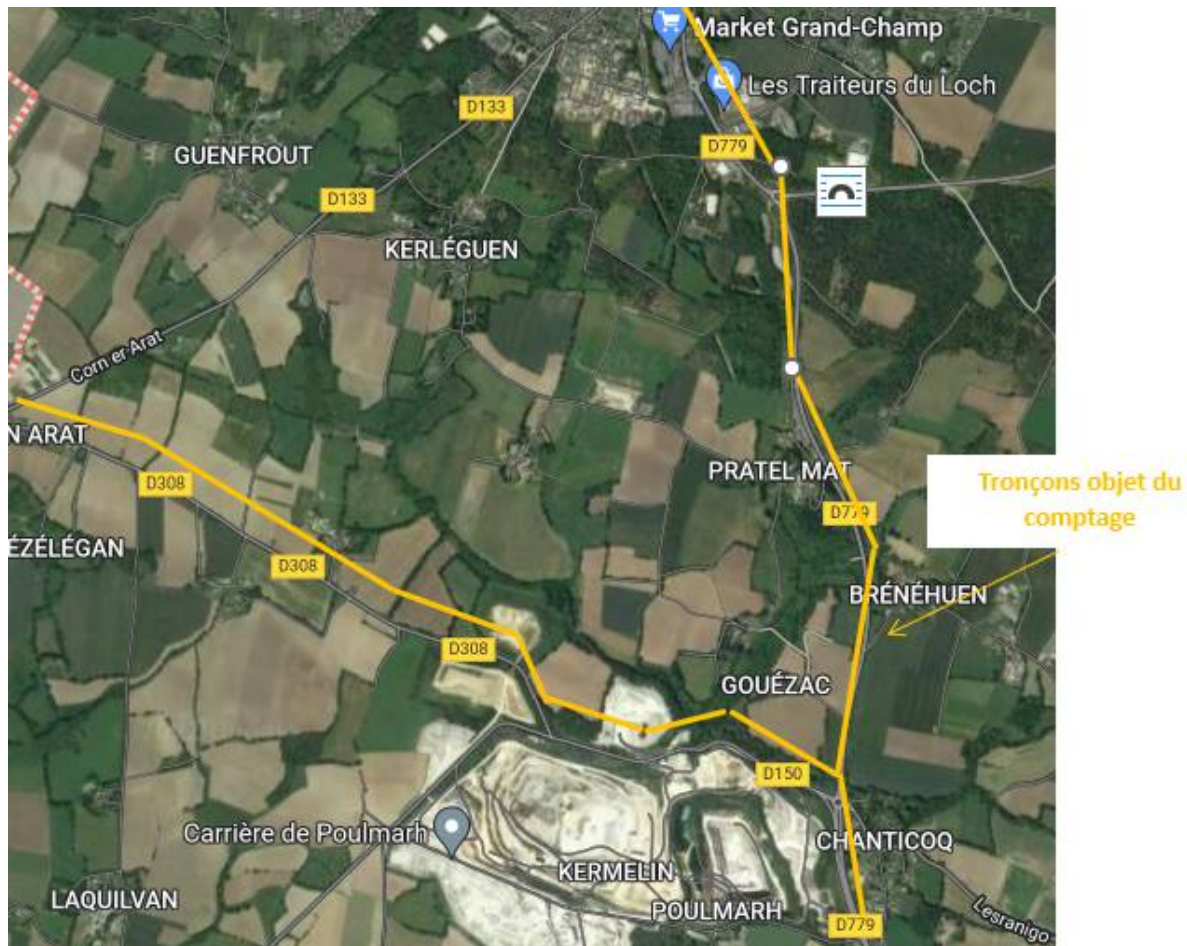 Market Grand-Champ
Les Traiteurs du Loch
D133
D779
GUENFROUT
D133
KERLÉGUEN
Corn er Arat
N ARAT
PRATEL MAT
D308
D779
Tronçons objet du
comptage
ÉZÉLÉGAN
D308
BRÉNÉHUEN
D308
GOUÉZAC
D150
Carrière de Poulmarh
CHANTICOQ
KERMELIN
LAQUILVAN
POULMARH
D779
Lesranigo